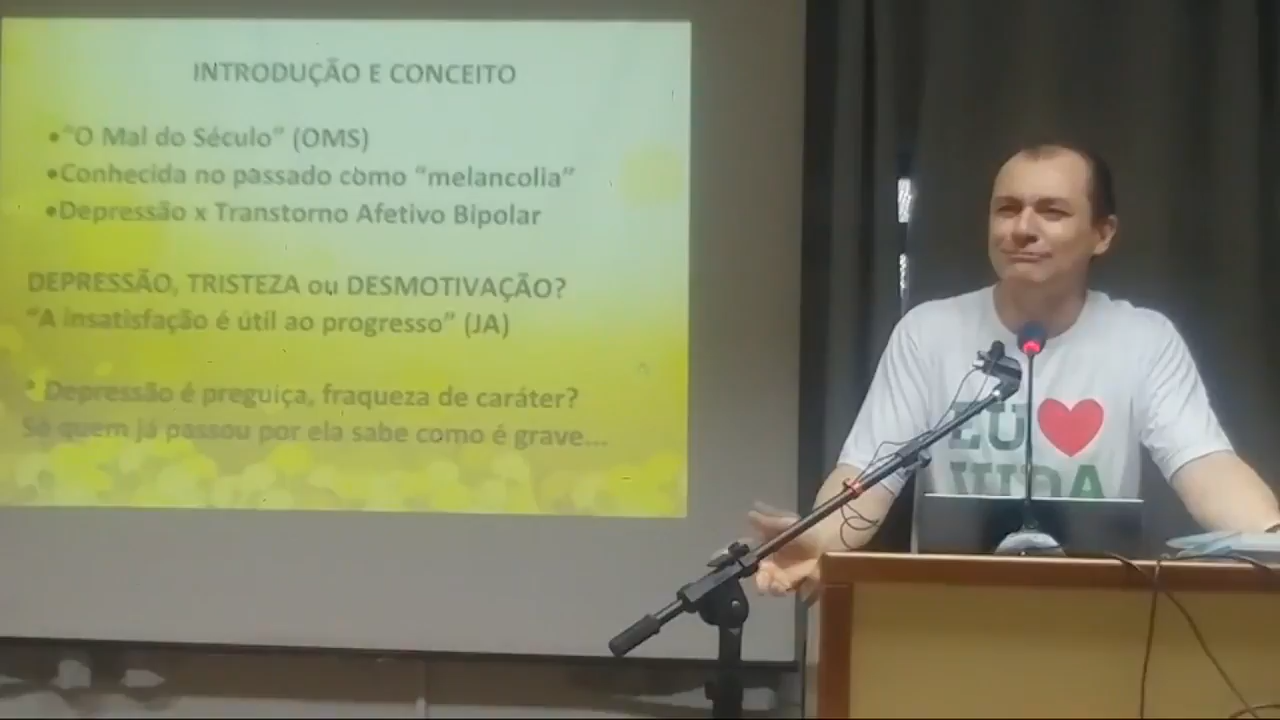 INTRODUÇÃO E CONCEITO
•"O Mal do Século" (OMS)
•Conhecida no passado como "melancolia"
•Depressão x Transtorno Afetivo Bipolar
DEPRESSÃO, TRISTEZA ou DESMOTIVAÇÃO?
"A insatisfação é útil ao progresso" (JA)
* Depressão é preguiça, fraqueza de caráter?
Só quem já passou por ela sabe como é grave...
EU
VIDA